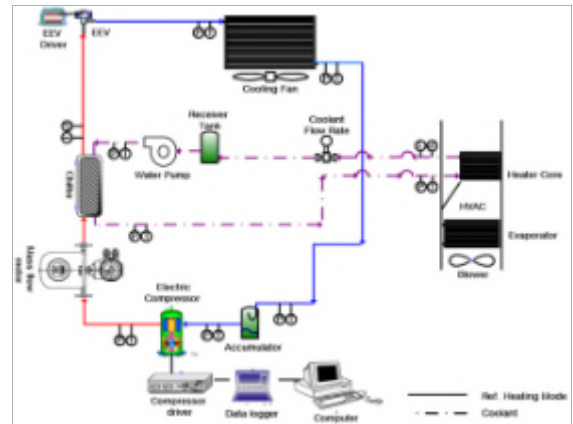 EEV
Driver
EEV
Cooling Fan
Receiver
Tank
Coolant
Flow Rate
Water Pump
Chiller
Heater Core
HVAC
Evaporator
Blower
Mass flow
meter
Electric
Compressor
Accumulator
Compressor
driver
Data logger
Computer
Ref. Heating Mode
Coolant